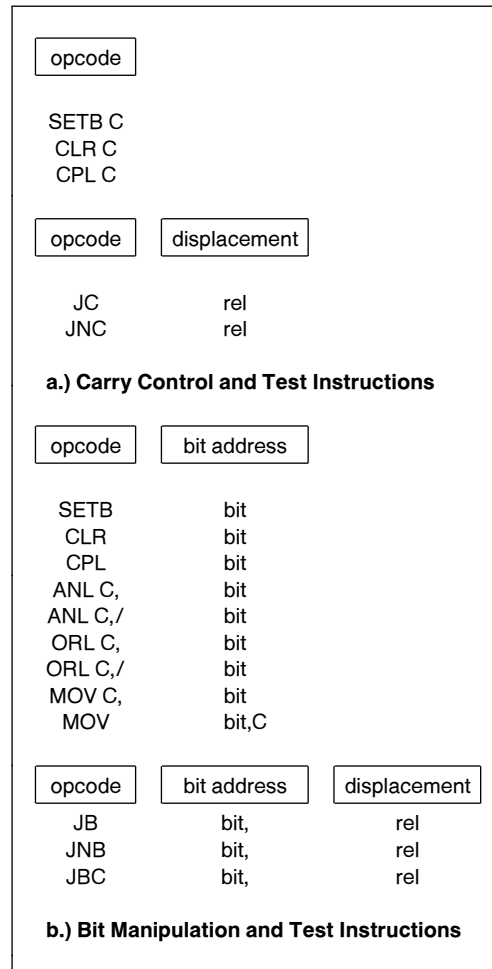 opcode
SETB C
CLR C
CPL C
opcode displacement
JC rel
JNC rel
a.) Carry Control and Test Instructions
opcode bit address
SETB bit
CLR bit
CPL bit
ANL C, bit
ANL C,/ bit
ORL C, bit
ORL C,/ bit
MOV C, bit
MOV bit,C
opcode bit address displacement
JB bit, rel
JNB bit, rel
JBC bit, rel
b.) Bit Manipulation and Test Instructions